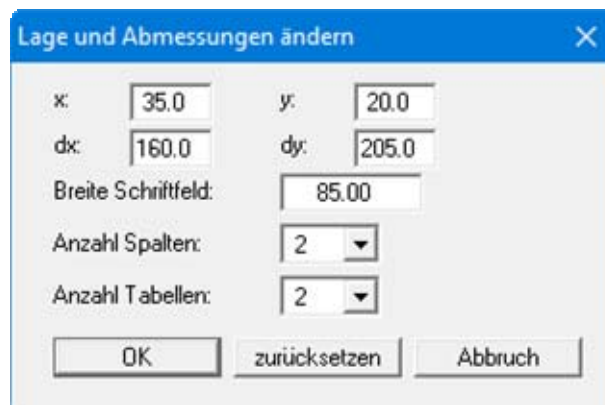 Lage und Abmessungen ändern
x: 35.0 y: 20.0
dx: 160.0 dy: 205.0
Breite Schriftfeld: 85.00
Anzahl Spalten: 2
Anzahl Tabellen: 2
OK zurücksetzen Abbruch